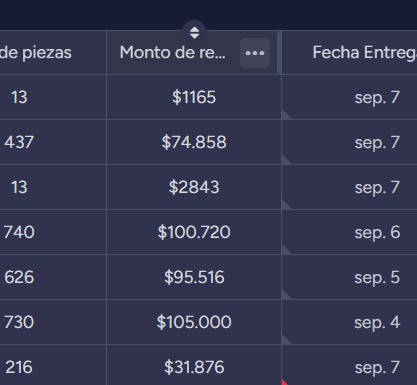 de piezas Monto de re... Fecha Entreg
13 $1165 sep. 7
437 $74.858 sep. 7
13 $2843 sep. 7
740 $100.720 sep. 6
626 $95.516 sep. 5
730 $105.000 sep. 4
216 $31.876 sep. 7